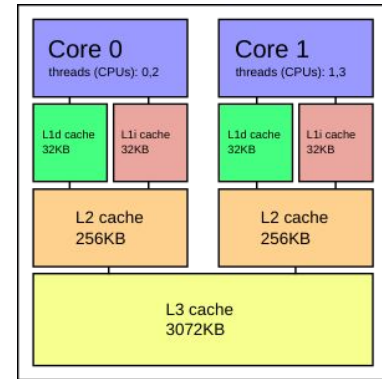 Core 0
threads (CPUs): 0,2
Core 1
threads (CPUs): 1,3
L1d cache
32KB
L1i cache
32KB
L1d cache
32KB
L1i cache
32KB
L2 cache
256KB
L2 cache
256KB
L3 cache
3072KB